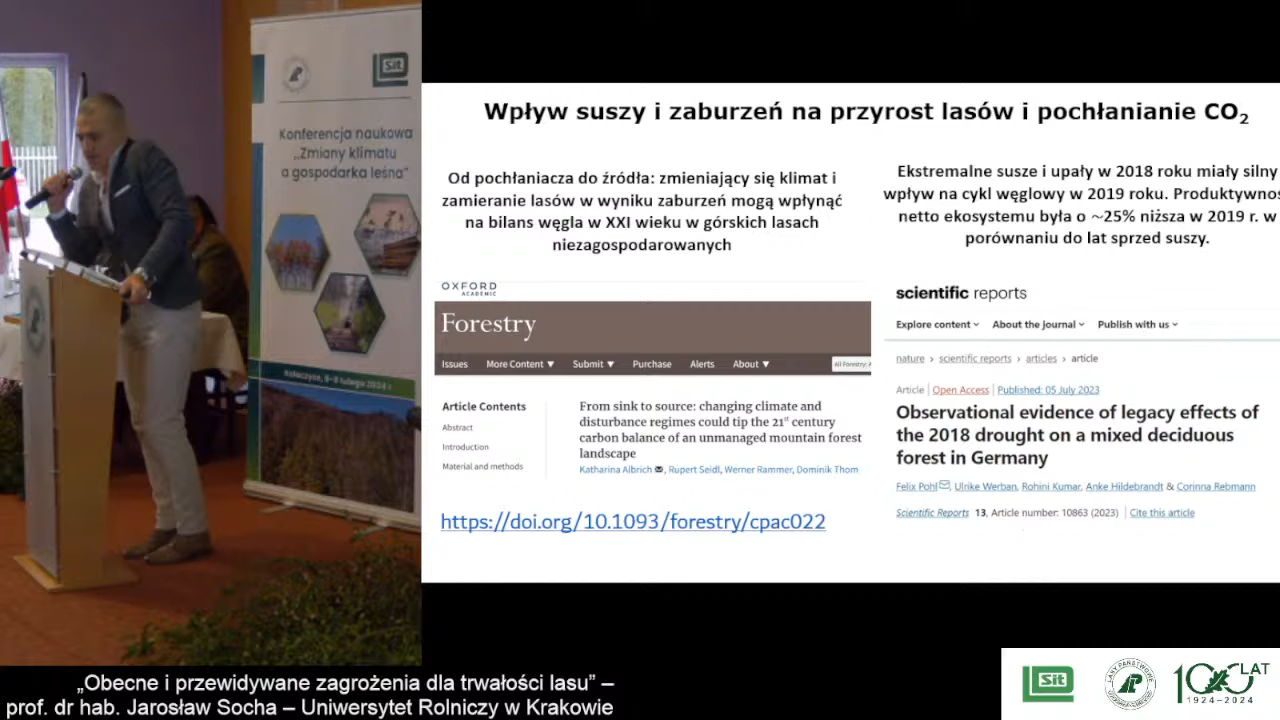 Sit
Konferencja naukowa
„Zmiany klimatu
a gospodarka leśna"
Wpływ suszy i zaburzeń na przyrost lasów i pochłanianie CO2
Od pochłaniacza do źródła: zmieniający się klimat i
zamieranie lasów w wyniku zaburzeń mogą wpłynąć
na bilans węgla w XXI wieku w górskich lasach
niezagospodarowanych
OXFORD
ACADEMIC
Forestry
Issues More Content ▼ Submit ▼ Purchase Alerts About ▼
All Forestry: A
Article Contents
Abstract
Introduction
Material and methods
From sink to source: changing climate and
disturbance regimes could tip the 21st century
carbon balance of an unmanaged mountain forest
landscape
Katharina Albrich, Rupert Seidl, Werner Rammer, Dominik Thom
https://doi.org/10.1093/forestry/cpac022
Ekstremalne susze i upały w 2018 roku miały silny
wpływ na cykl węglowy w 2019 roku. Produktywnoś
netto ekosystemu była o ~25% niższa w 2019 r. w
porównaniu do lat sprzed suszy.
scientific reports
Explore content About the journal Publish with us
nature > scientific reports > articles > article
Article | Open Access | Published: 05 July 2023
Observational evidence of legacy effects of
the 2018 drought on a mixed deciduous
forest in Germany
Felix Pohl, Ulrike Werban, Rohini Kumar, Anke Hildebrandt & Corinna Rebmann
Scientific Reports 13, Article number: 10863 (2023) | Cite this article
„Obecne i przewidywane zagrożenia dla trwałości lasu” –
prof. dr hab. Jarosław Socha – Uniwersytet Rolniczy w Krakowie
Sit
LASY PAŃSTWOWE
100 LAT
1924-2024